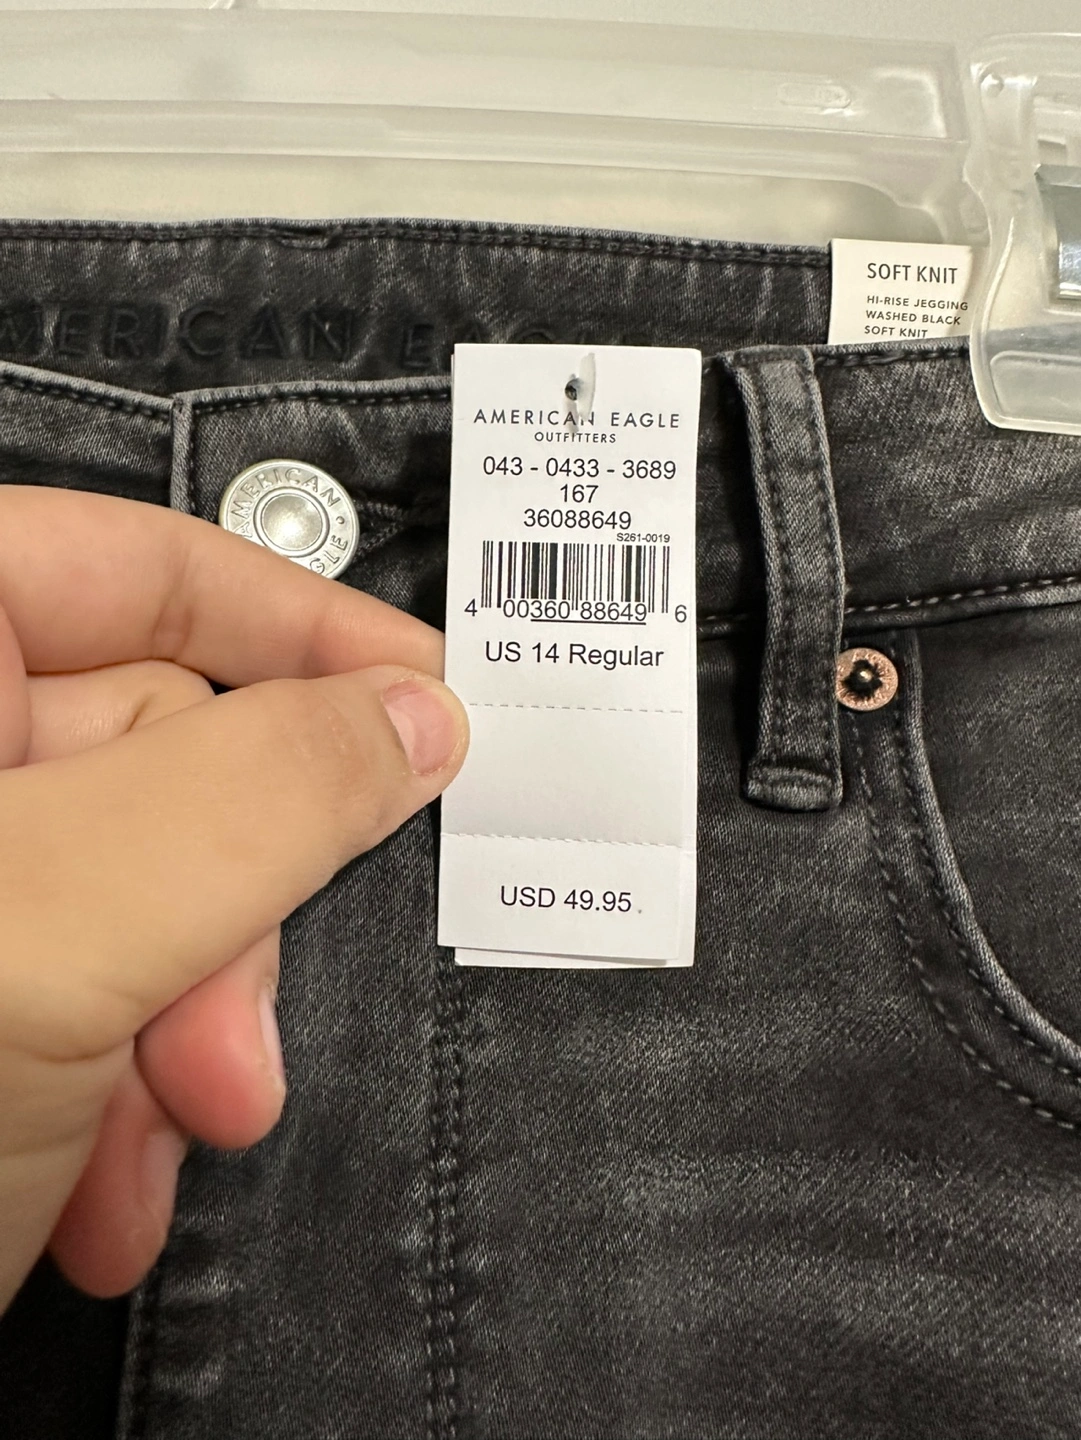 SOFT KNIT
HI-RISE JEGGING
WASHED BLACK
SOFT KNIT
AMERICAN
AMERICAN EAGLE
OUTFITTERS
043 - 0433 - 3689
167
36088649
S261-0019
4 00360 88649 6
US 14 Regular
USD 49.95
AMERICAN